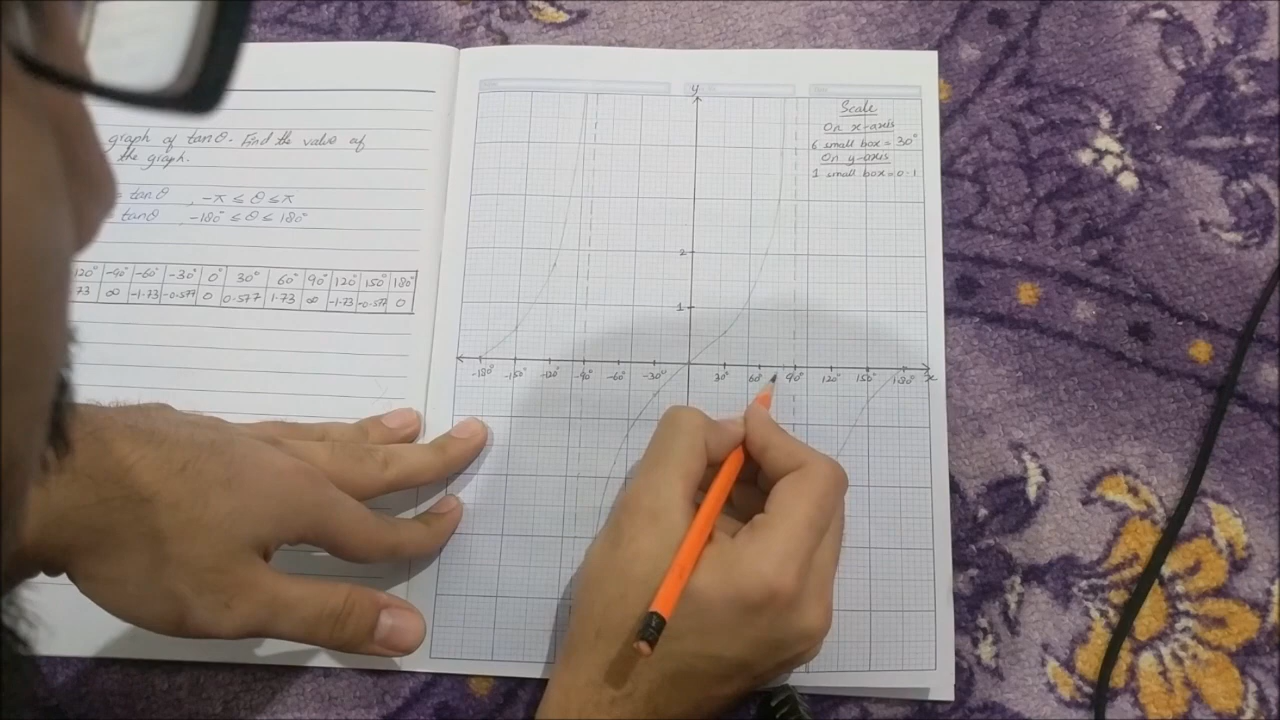 graph of tanθ. Find the value of
the graph.
= tanθ , -π ≤ θ ≤ π
tanθ , -180° ≤ θ ≤ 180°
120° -90° -60° -30° 0° 30° 60° 90° 120° 150° 180°
73 ∞ -1.73 -0.577 0 0.577 1.73 ∞ -1.73 -0.577 0
y
Scale
On x-axis
6 small box = 30°
On y-axis
1 small box = 0.1
2
1
-180° -150° -120° -90° -60° -30° 30° 60° 90° 120° 150° 180° x